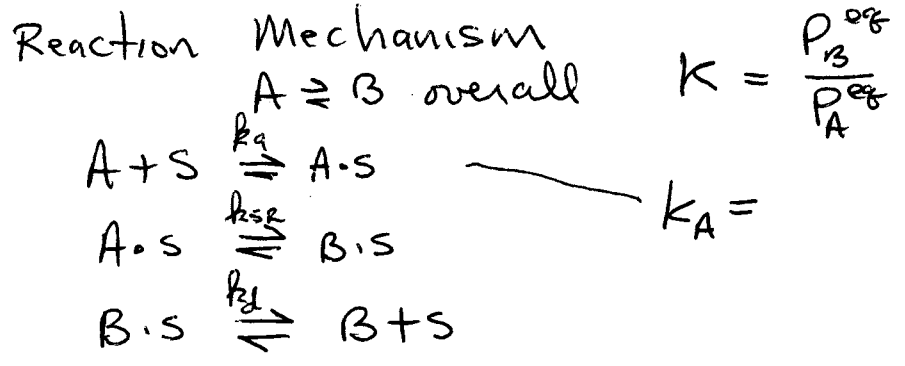 Reaction Mechanism
A ⇌ B overall
K = P_B^eq / P_A^eq
A + S ⇌ A·S
k_a
K_A =
A·S ⇌ B·S
k_SR
B·S ⇌ B + S
k_d